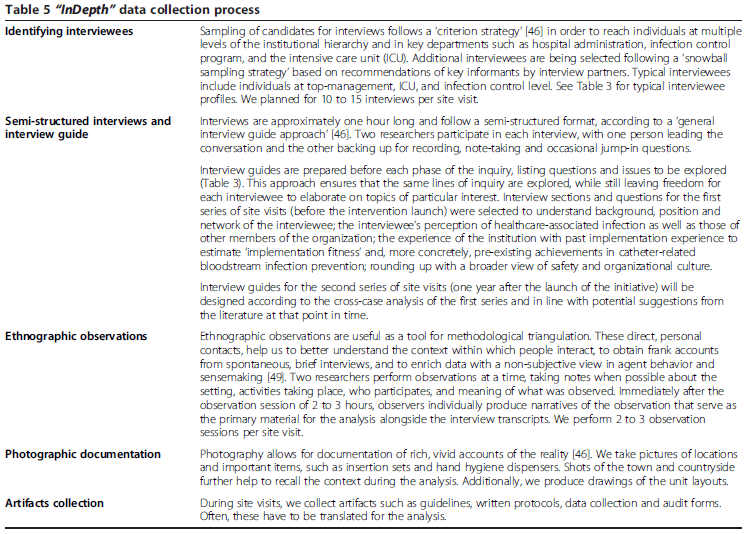 Table 5 “InDepth” data collection process
Identifying interviewees
Sampling of candidates for interviews follows a ‘criterion strategy’ [46] in order to reach individuals at multiple
levels of the institutional hierarchy and in key departments such as hospital administration, infection control
program, and the intensive care unit (ICU). Additional interviewees are being selected following a ‘snowball
sampling strategy’ based on recommendations of key informants by interview partners. Typical interviewees
include individuals at top-management, ICU, and infection control level. See Table 3 for typical interviewee
profiles. We planned for 10 to 15 interviews per site visit.
Semi-structured interviews and
interview guide
Interviews are approximately one hour long and follow a semi-structured format, according to a ‘general
interview guide approach’ [46]. Two researchers participate in each interview, with one person leading the
conversation and the other backing up for recording, note-taking and occasional jump-in questions.
Interview guides are prepared before each phase of the inquiry, listing questions and issues to be explored
(Table 3). This approach ensures that the same lines of inquiry are explored, while still leaving freedom for
each interviewee to elaborate on topics of particular interest. Interview sections and questions for the first
series of site visits (before the intervention launch) were selected to understand background, position and
network of the interviewee; the interviewee’s perception of healthcare-associated infection as well as those of
other members of the organization; the experience of the institution with past implementation experience to
estimate ‘implementation fitness’ and, more concretely, pre-existing achievements in catheter-related
bloodstream infection prevention; rounding up with a broader view of safety and organizational culture.
Interview guides for the second series of site visits (one year after the launch of the initiative) will be
designed according to the cross-case analysis of the first series and in line with potential suggestions from
the literature at that point in time.
Ethnographic observations
Ethnographic observations are useful as a tool for methodological triangulation. These direct, personal
contacts, help us to better understand the context within which people interact, to obtain frank accounts
from spontaneous, brief interviews, and to enrich data with a non-subjective view in agent behavior and
sensemaking [49]. Two researchers perform observations at a time, taking notes when possible about the
setting, activities taking place, who participates, and meaning of what was observed. Immediately after the
observation session of 2 to 3 hours, observers individually produce narratives of the observation that serve as
the primary material for the analysis alongside the interview transcripts. We perform 2 to 3 observation
sessions per site visit.
Photographic documentation
Photography allows for documentation of rich, vivid accounts of the reality [46]. We take pictures of locations
and important items, such as insertion sets and hand hygiene dispensers. Shots of the town and countryside
further help to recall the context during the analysis. Additionally, we produce drawings of the unit layouts.
Artifacts collection
During site visits, we collect artifacts such as guidelines, written protocols, data collection and audit forms.
Often, these have to be translated for the analysis.